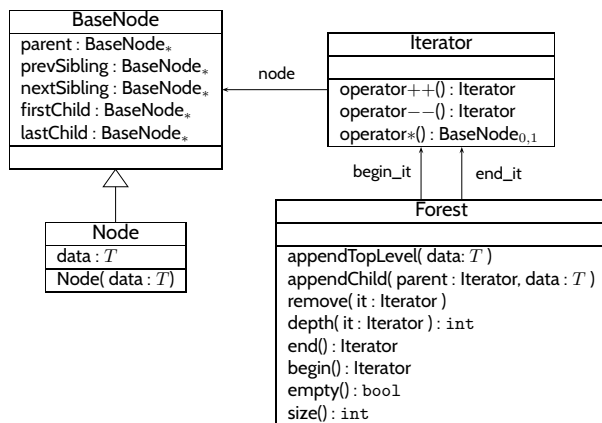 BaseNode
parent : BaseNode*
prevSibling : BaseNode*
nextSibling : BaseNode*
firstChild : BaseNode*
lastChild : BaseNode*
node
Iterator
operator++() : Iterator
operator−−() : Iterator
operator*() : BaseNode0,1
begin_it
end_it
Node
data : T
Node( data : T)
Forest
appendTopLevel( data: T )
appendChild( parent : Iterator, data : T )
remove( it : Iterator )
depth( it : Iterator ) : int
end() : Iterator
begin() : Iterator
empty() : bool
size() : int